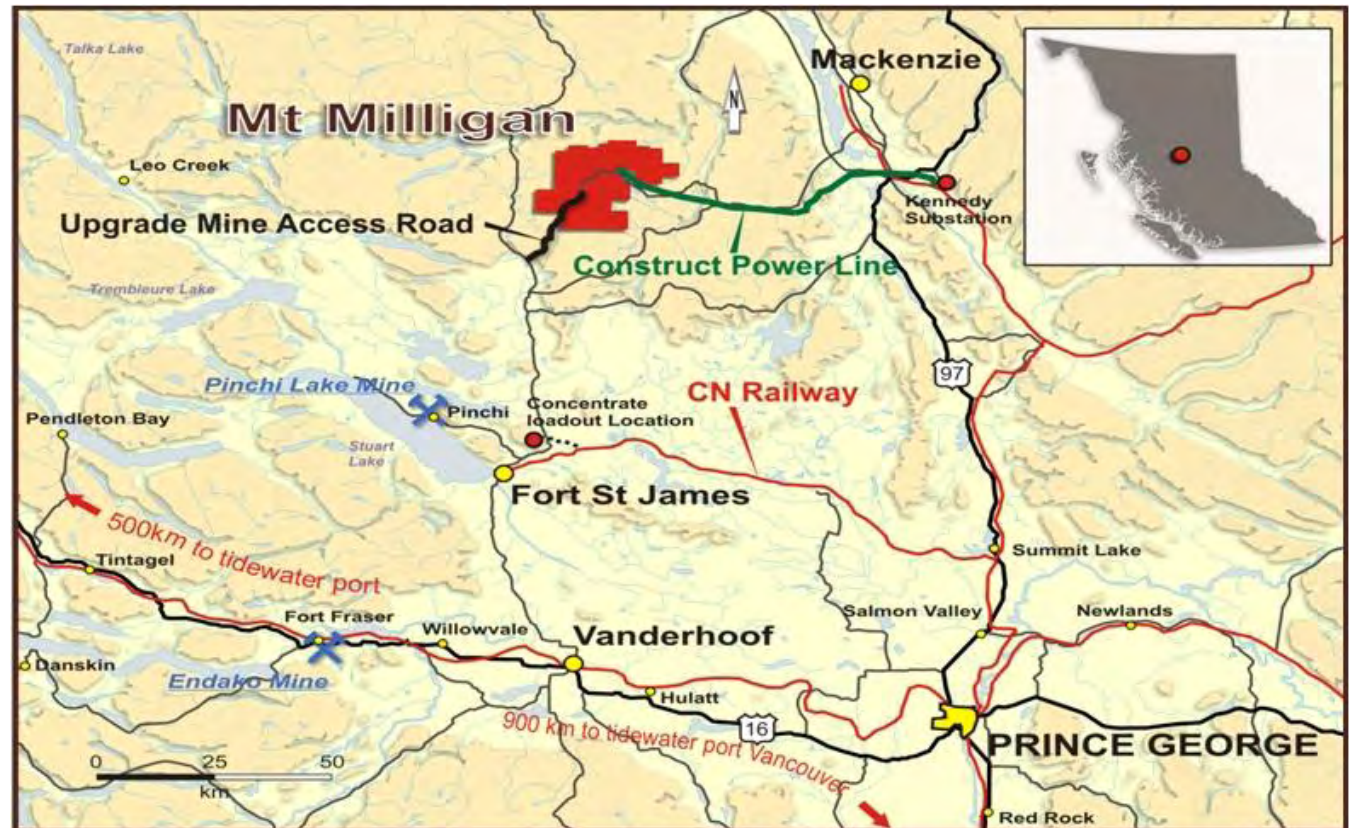 Talka Lake
Mackenzie
N
Mt Milligan
Leo Creek
Kennedy
Substation
Upgrade Mine Access Road
Construct Power Line
Trembleure Lake
97
Pinchi Lake Mine
CN Railway
Pinchi
Concentrate
loadout Location
Pendleton Bay
Stuart
Lake
Fort St James
500km to tidewater port
Summit Lake
Tintagel
Salmon Valley
Newlands
Fort Fraser
Willowvale
Vanderhoof
Danskin
Endako Mine
Hulatt
16
900 km to tidewater port Vancouver
PRINCE GEORGE
0 25 50
km
Red Rock